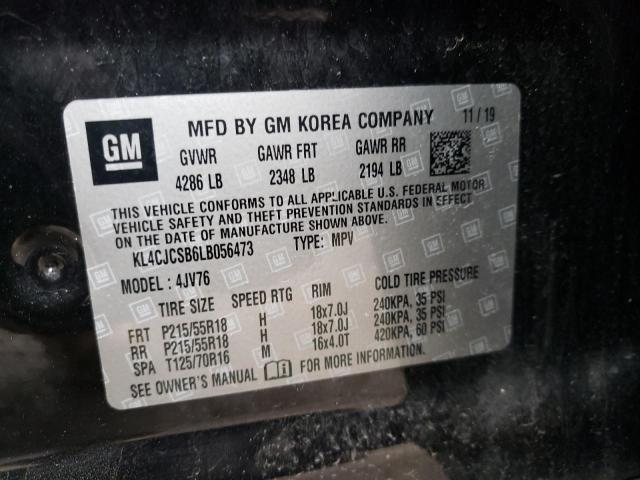 GM
MFD BY GM KOREA COMPANY 11/19
GVWR GAWR FRT GAWR RR
4286 LB 2348 LB 2194 LB
THIS VEHICLE CONFORMS TO ALL APPLICABLE U.S. FEDERAL MOTOR
VEHICLE SAFETY AND THEFT PREVENTION STANDARDS IN EFFECT
ON THE DATE OF MANUFACTURE SHOWN ABOVE.
KL4CJCSB6LB056473 TYPE: MPV
MODEL: 4JV76
TIRE SIZE SPEED RTG RIM COLD TIRE PRESSURE
FRT P215/55R18 H 18x7.0J 240KPA, 35 PSI
RR P215/55R18 H 18x7.0J 240KPA, 35 PSI
SPA T125/70R16 M 16x4.0T 420KPA, 60 PSI
SEE OWNER'S MANUAL FOR MORE INFORMATION.